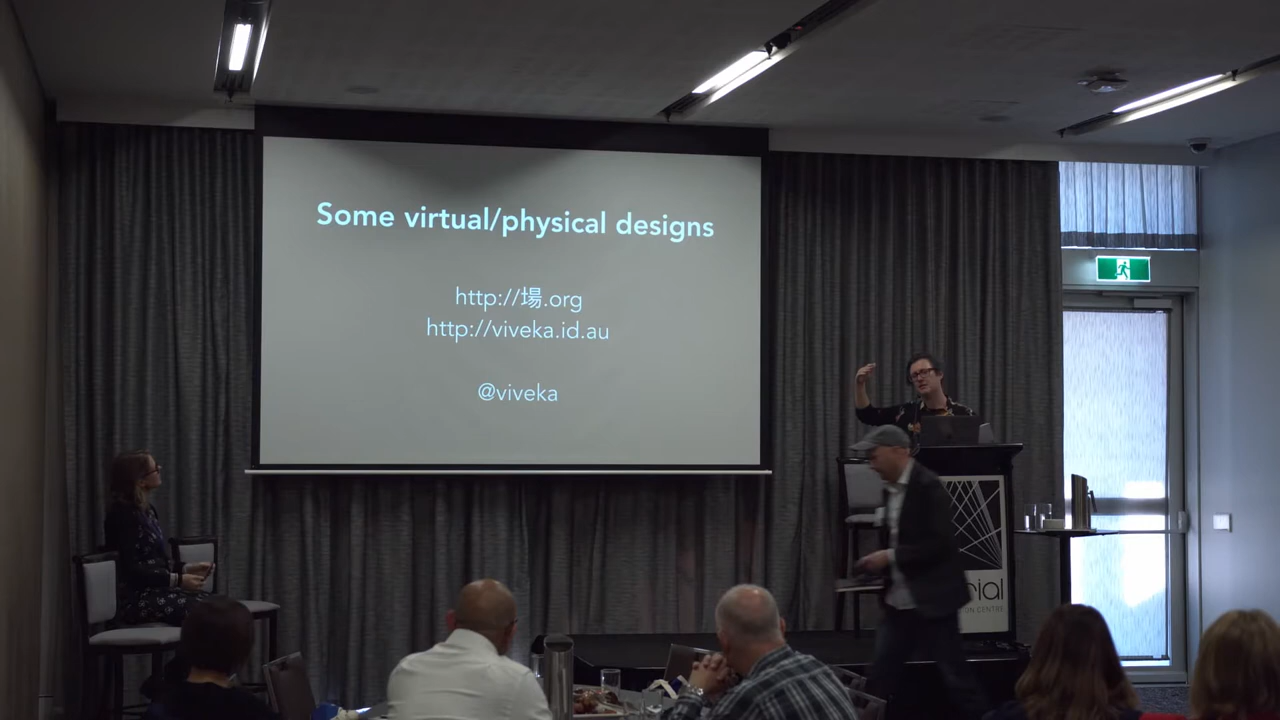 Some virtual/physical designs
http://場.org
http://viveka.id.au
@viveka